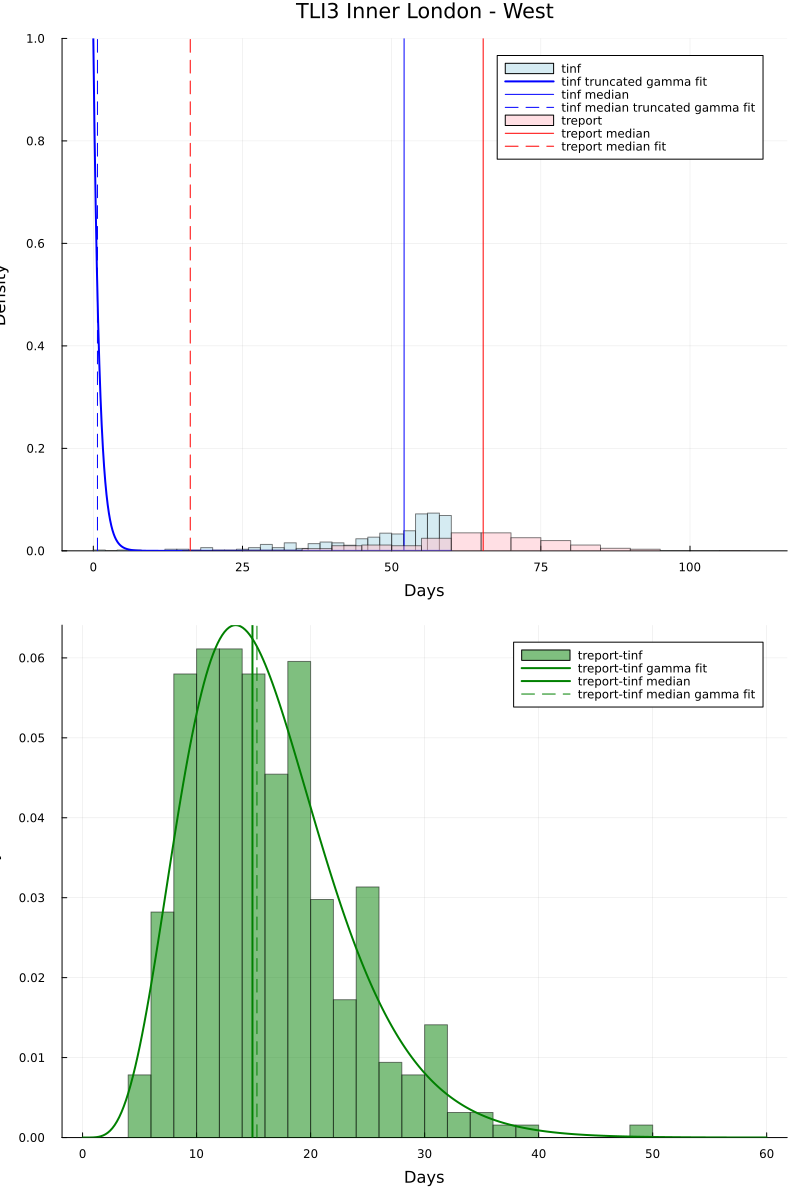 TLI3 Inner London - West
1.0
0.8
0.6
0.4
0.2
0.0
Density
tinf
tinf truncated gamma fit
tinf median
tinf median truncated gamma fit
treport
treport median
treport median fit
0 25 50 75 100
Days
0.06
0.05
0.04
0.03
0.02
0.01
0.00
treport-tinf
treport-tinf gamma fit
treport-tinf median
treport-tinf median gamma fit
0 10 20 30 40 50 60
Days